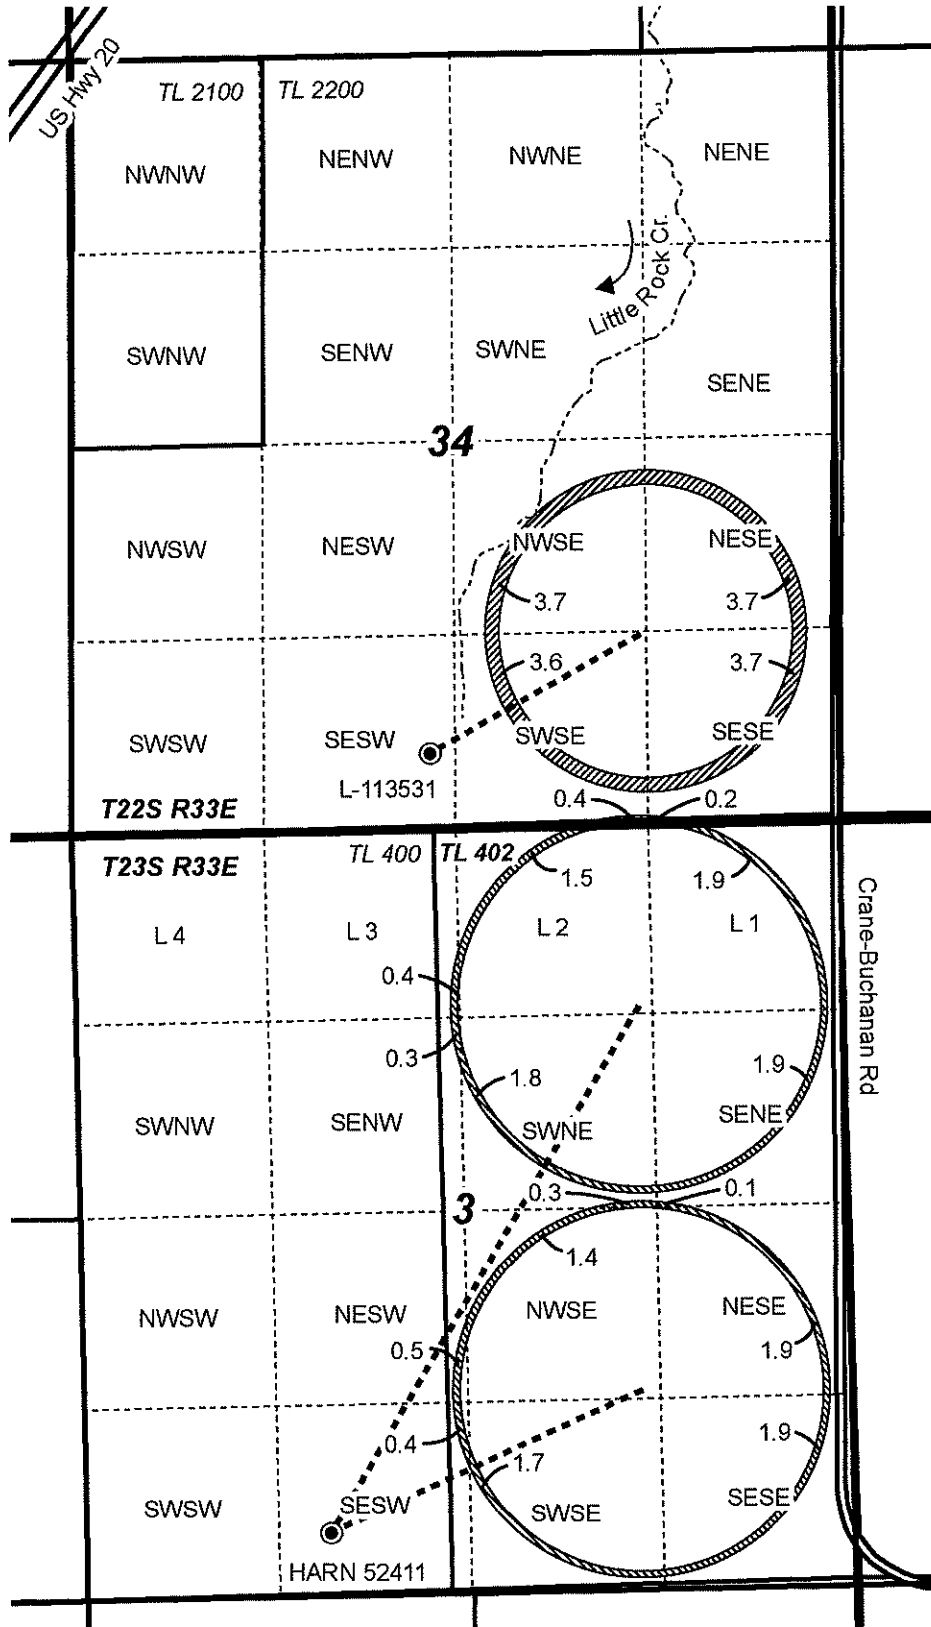 US Hwy 20
TL 2100 TL 2200
NWNW NENW NWNE NENE
Little Rock Cr.
SWNW SENW SWNE SENE
34
NWSW NESW NWSE NESE
3.7 3.7
3.6 3.7
SWSW SESW SWSE SESE
L-113531
T22S R33E 0.4 0.2
T23S R33E TL 400 TL 402
1.5 1.9
L 4 L 3 L 2 L 1
Crane-Buchanan Rd
0.4
0.3
1.8 1.9
SWNW SENW SWNE SENE
0.3 0.1
3
1.4
NWSW NESW NWSE NESE
0.5 1.9
0.4 1.7 1.9
SWSW SESW SWSE SESE
HARN 52411